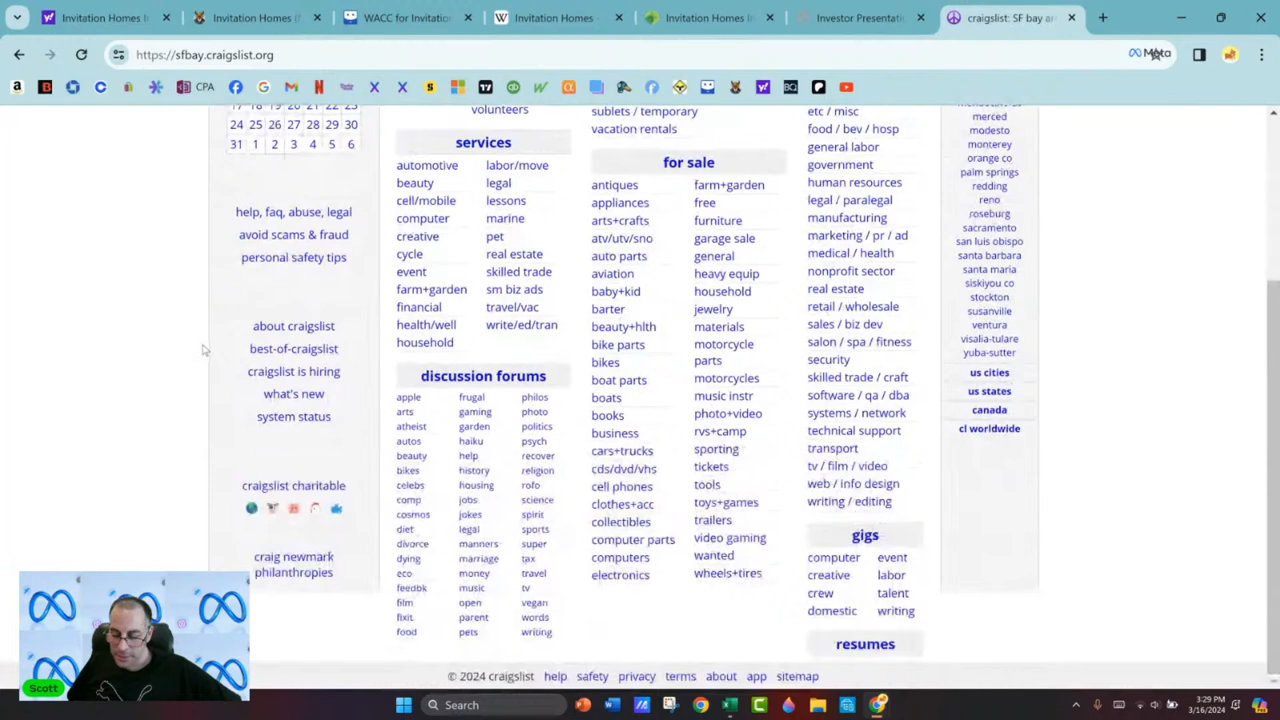 Invitation Homes I
Invitation Homes (I
WACC for Invitation
Invitation Homes -
Invitation Homes In
Investor Presentatio
craigslist: SF bay are
https://sfbay.craigslist.org
Meta
CPA
17 18 19 20 21 22 23
24 25 26 27 28 29 30
31 1 2 3 4 5 6
help, faq, abuse, legal
avoid scams & fraud
personal safety tips
about craigslist
best-of-craigslist
craigslist is hiring
what's new
system status
craigslist charitable
craig newmark
philanthropies
volunteers
services
automotive
beauty
cell/mobile
computer
creative
cycle
event
farm+garden
financial
health/well
household
labor/move
legal
lessons
marine
pet
real estate
skilled trade
sm biz ads
travel/vac
write/ed/tran
discussion forums
apple
arts
atheist
autos
beauty
bikes
celebs
comp
cosmos
diet
divorce
dying
eco
feedbk
film
fixit
food
frugal
gaming
garden
haiku
help
history
housing
jobs
jokes
legal
manners
marriage
money
music
open
parent
pets
philos
photo
politics
psych
recover
religion
rofo
science
spirit
sports
super
tax
travel
tv
vegan
words
writing
sublets / temporary
vacation rentals
for sale
antiques
appliances
arts+crafts
atv/utv/sno
auto parts
aviation
baby+kid
barter
beauty+hlth
bike parts
bikes
boat parts
boats
books
business
cars+trucks
cds/dvd/vhs
cell phones
clothes+acc
collectibles
computer parts
computers
electronics
farm+garden
free
furniture
garage sale
general
heavy equip
household
jewelry
materials
motorcycle
parts
motorcycles
music instr
photo+video
rvs+camp
sporting
tickets
tools
toys+games
trailers
video gaming
wanted
wheels+tires
etc / misc
food / bev / hosp
general labor
government
human resources
legal / paralegal
manufacturing
marketing / pr / ad
medical / health
nonprofit sector
real estate
retail / wholesale
sales / biz dev
salon / spa / fitness
security
skilled trade / craft
software / qa / dba
systems / network
technical support
transport
tv / film / video
web / info design
writing / editing
gigs
computer
creative
crew
domestic
event
labor
talent
writing
resumes
merced
modesto
monterey
orange co
palm springs
redding
reno
roseburg
sacramento
san luis obispo
santa barbara
santa maria
siskiyou co
stockton
susanville
ventura
visalia-tulare
yuba-sutter
us cities
us states
canada
cl worldwide
© 2024 craigslist help safety privacy terms about app sitemap
Scott
Search
3:29 PM
3/16/2024